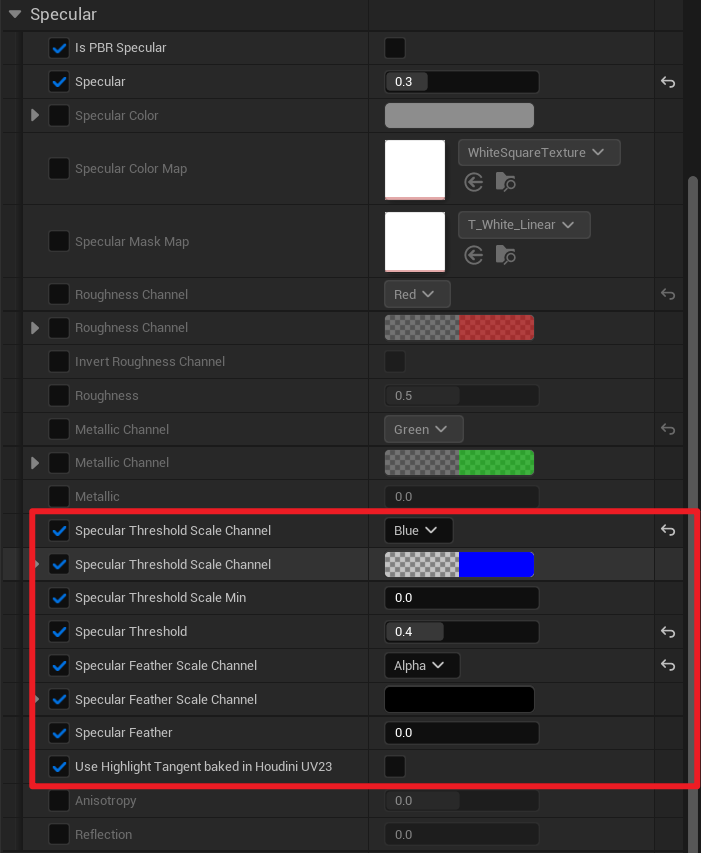 Specular
Is PBR Specular
Specular
0.3
Specular Color
Specular Color Map
WhiteSquareTexture
Specular Mask Map
T_White_Linear
Roughness Channel
Red
Roughness Channel
Invert Roughness Channel
Roughness
0.5
Metallic Channel
Green
Metallic Channel
Metallic
0.0
Specular Threshold Scale Channel
Blue
Specular Threshold Scale Channel
Specular Threshold Scale Min
0.0
Specular Threshold
0.4
Specular Feather Scale Channel
Alpha
Specular Feather Scale Channel
Specular Feather
0.0
Use Highlight Tangent baked in Houdini UV23
Anisotropy
0.0
Reflection
0.0